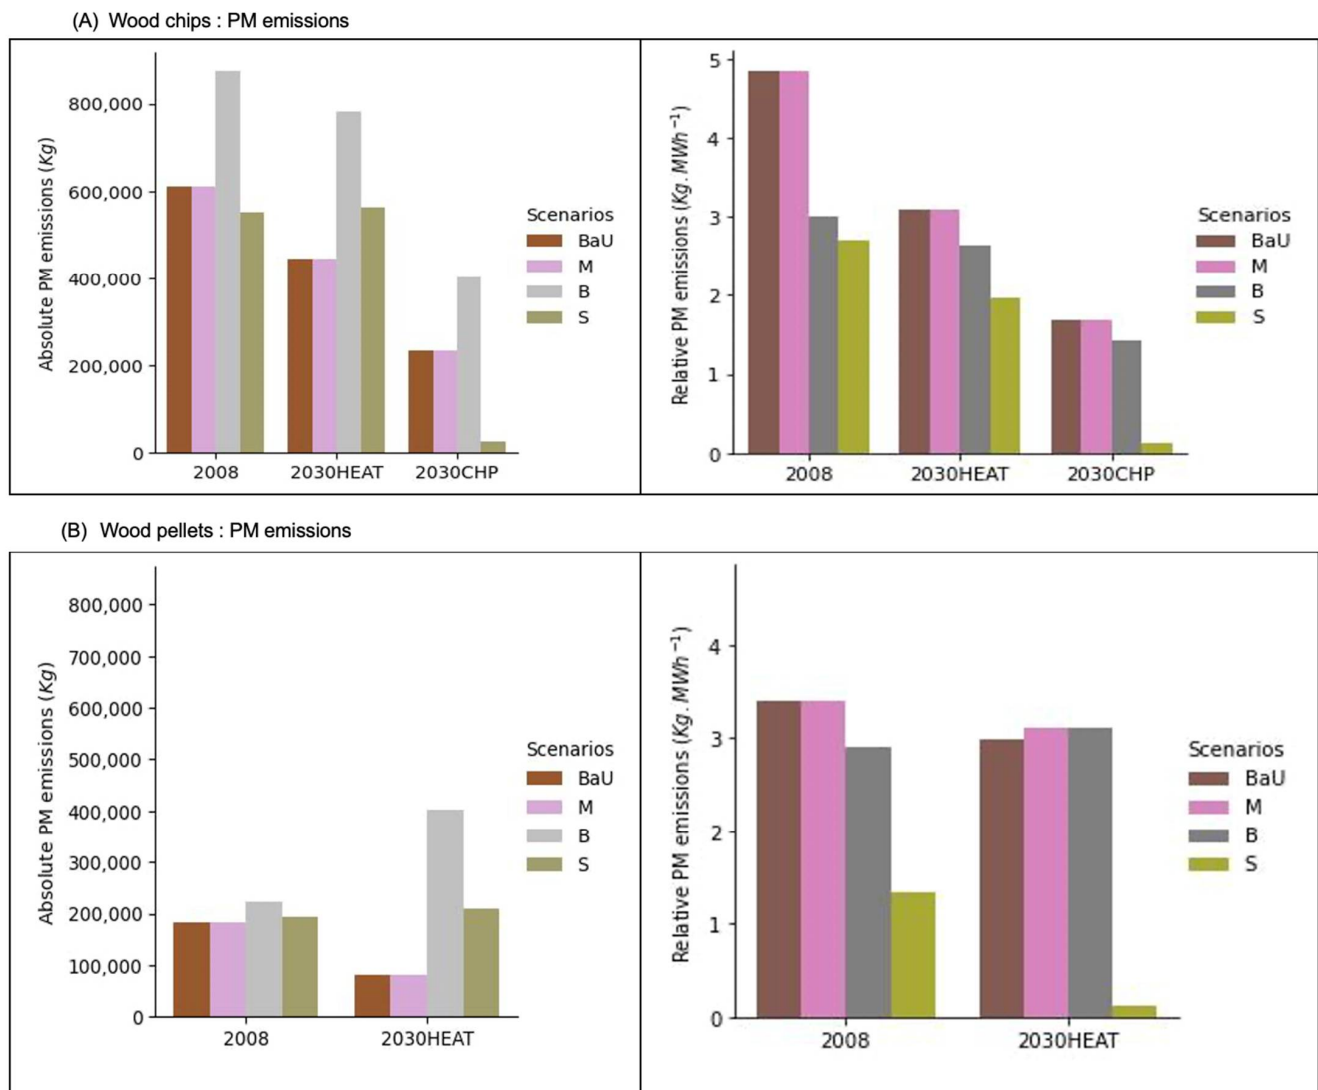 (A) Wood chips : PM emissions
Absolute PM emissions (Kg)
800,000
600,000
400,000
200,000
0
2008
2030HEAT
2030CHP
Scenarios
BaU
M
B
S
Relative PM emissions (Kg. MWh⁻¹)
5
4
3
2
1
0
2008
2030HEAT
2030CHP
Scenarios
BaU
M
B
S
(B) Wood pellets : PM emissions
Absolute PM emissions (Kg)
800,000
700,000
600,000
500,000
400,000
300,000
200,000
100,000
0
2008
2030HEAT
Scenarios
BaU
M
B
S
Relative PM emissions (Kg. MWh⁻¹)
4
3
2
1
0
2008
2030HEAT
Scenarios
BaU
M
B
S